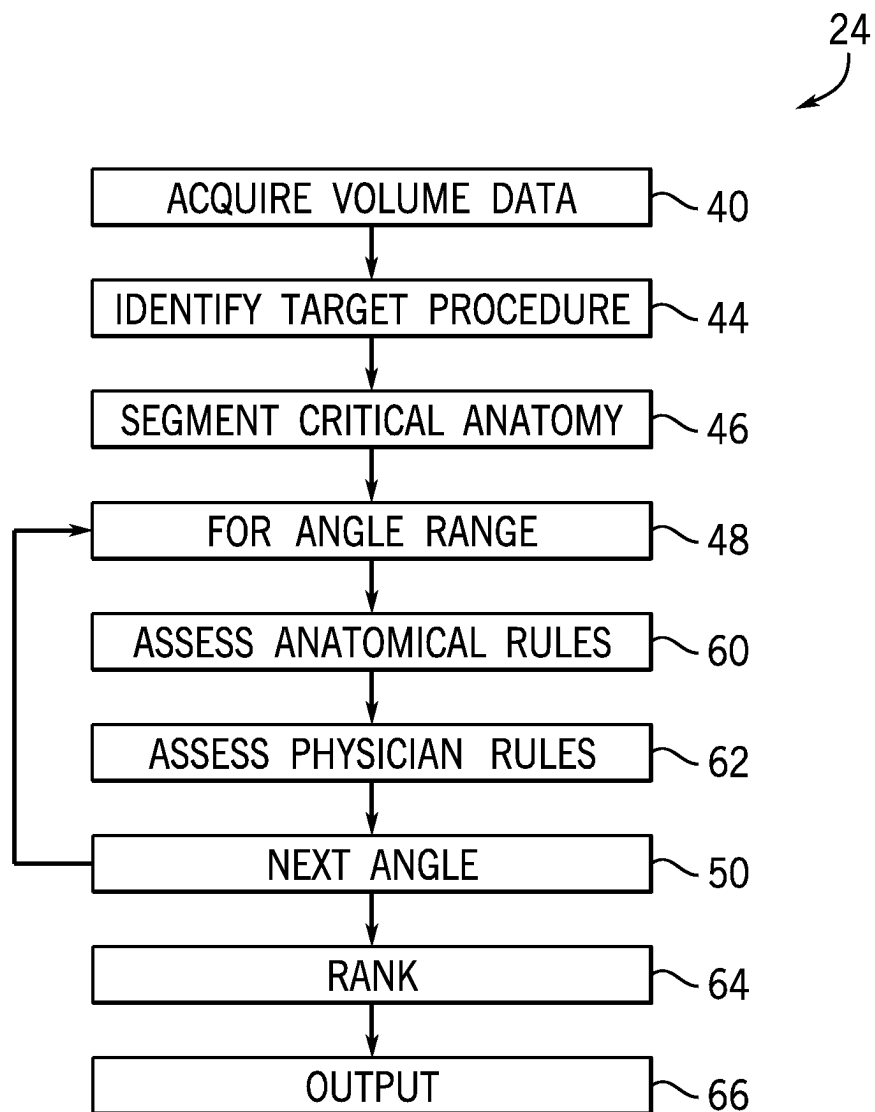 24
ACQUIRE VOLUME DATA 40
IDENTIFY TARGET PROCEDURE 44
SEGMENT CRITICAL ANATOMY 46
FOR ANGLE RANGE 48
ASSESS ANATOMICAL RULES 60
ASSESS PHYSICIAN RULES 62
NEXT ANGLE 50
RANK 64
OUTPUT 66